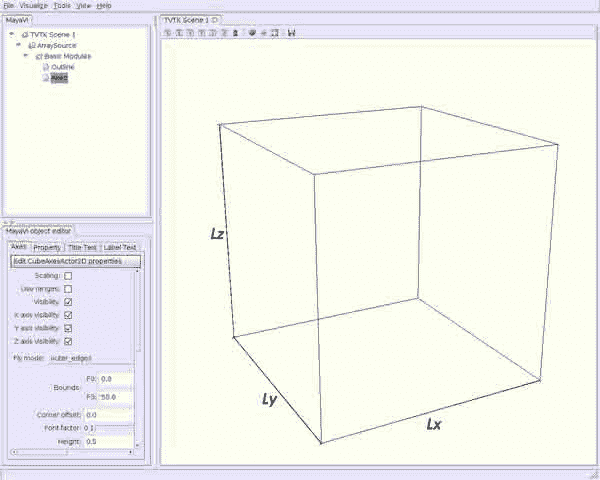 File Visualize Tools View Help
MayaVi
TVTK Scene 1
TVTK Scene 1
ArraySource
Basic Modules
Outline
Axes
MayaVi object editor
Axes Property Title Text Label Text
Edit CubeAxesActor2D properties
Scaling:
Use ranges:
Visibility:
X axis visibility:
Y axis visibility:
Z axis visibility:
Fly mode: outer_edges
Bounds:
F0: 0.0
50.0
Corner offset: 0.0
Font factor: 0.1
Height: 0.5
Lz
Ly
Lx